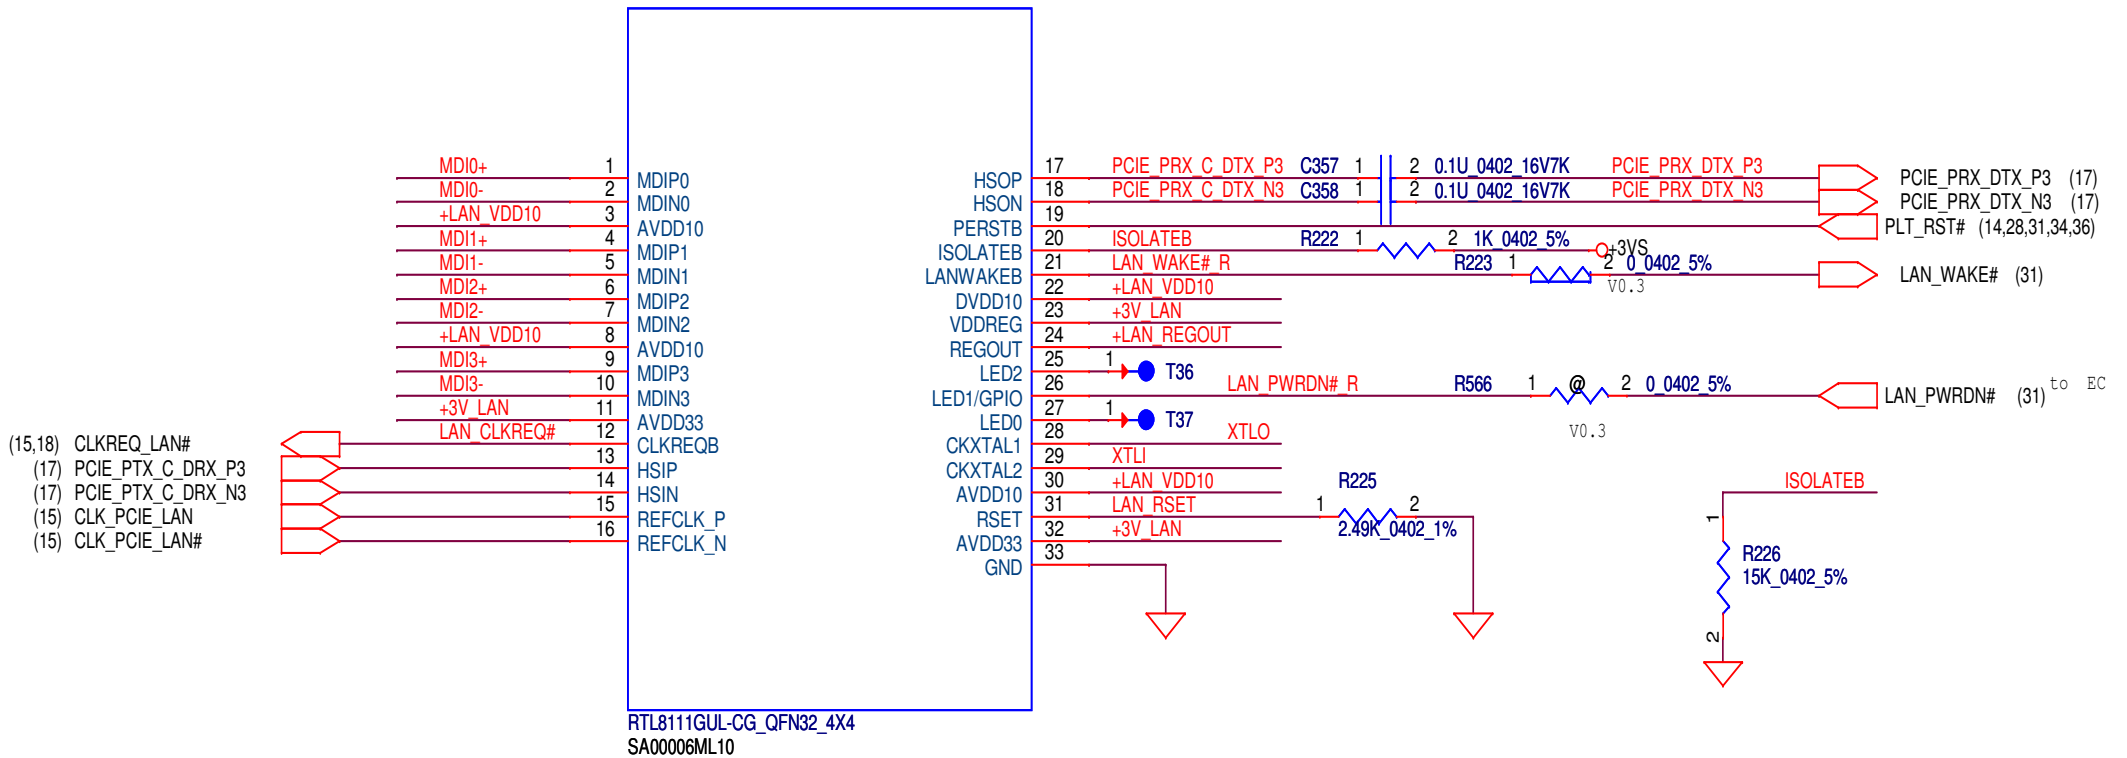 MDI0+ 1 MDIP0
MDI0- 2 MDIN0
+LAN_VDD10 3 AVDD10
MDI1+ 4 MDIP1
MDI1- 5 MDIN1
MDI2+ 6 MDIP2
MDI2- 7 MDIN2
+LAN_VDD10 8 AVDD10
MDI3+ 9 MDIP3
MDI3- 10 MDIN3
+3V_LAN 11 AVDD33
(15,18) CLKREQ_LAN# LAN_CLKREQ# 12 CLKREQB
(17) PCIE_PTX_C_DRX_P3 13 HSIP
(17) PCIE_PTX_C_DRX_N3 14 HSIN
(15) CLK_PCIE_LAN 15 REFCLK_P
(15) CLK_PCIE_LAN# 16 REFCLK_N
HSOP 17 PCIE_PRX_C_DTX_P3 C357 1 2 0.1U_0402_16V7K PCIE_PRX_DTX_P3 PCIE_PRX_DTX_P3 (17)
HSON 18 PCIE_PRX_C_DTX_N3 C358 1 2 0.1U_0402_16V7K PCIE_PRX_DTX_N3 PCIE_PRX_DTX_N3 (17)
PERSTB 19 PLT_RST# (14,28,31,34,36)
ISOLATEB 20 ISOLATEB R222 1 2 1K_0402_5% +3VS
LANWAKEB 21 LAN_WAKE#_R R223 1 2 0_0402_5% LAN_WAKE# (31)
V0.3
DVDD10 22 +LAN_VDD10
VDDREG 23 +3V_LAN
REGOUT 24 +LAN_REGOUT
LED2 25 1 T36
LED1/GPIO 26 LAN_PWRDN#_R R566 1 @ 2 0_0402_5% LAN_PWRDN# (31) to EC
V0.3
LED0 27 1 T37
CKXTAL1 28 XTLO
CKXTAL2 29 XTLI
AVDD10 30 +LAN_VDD10
RSET 31 LAN_RSET R225 1 2 2.49K_0402_1%
AVDD33 32 +3V_LAN
GND 33
ISOLATEB
1
R226
15K_0402_5%
2
RTL8111GUL-CG_QFN32_4X4
SA00006ML10